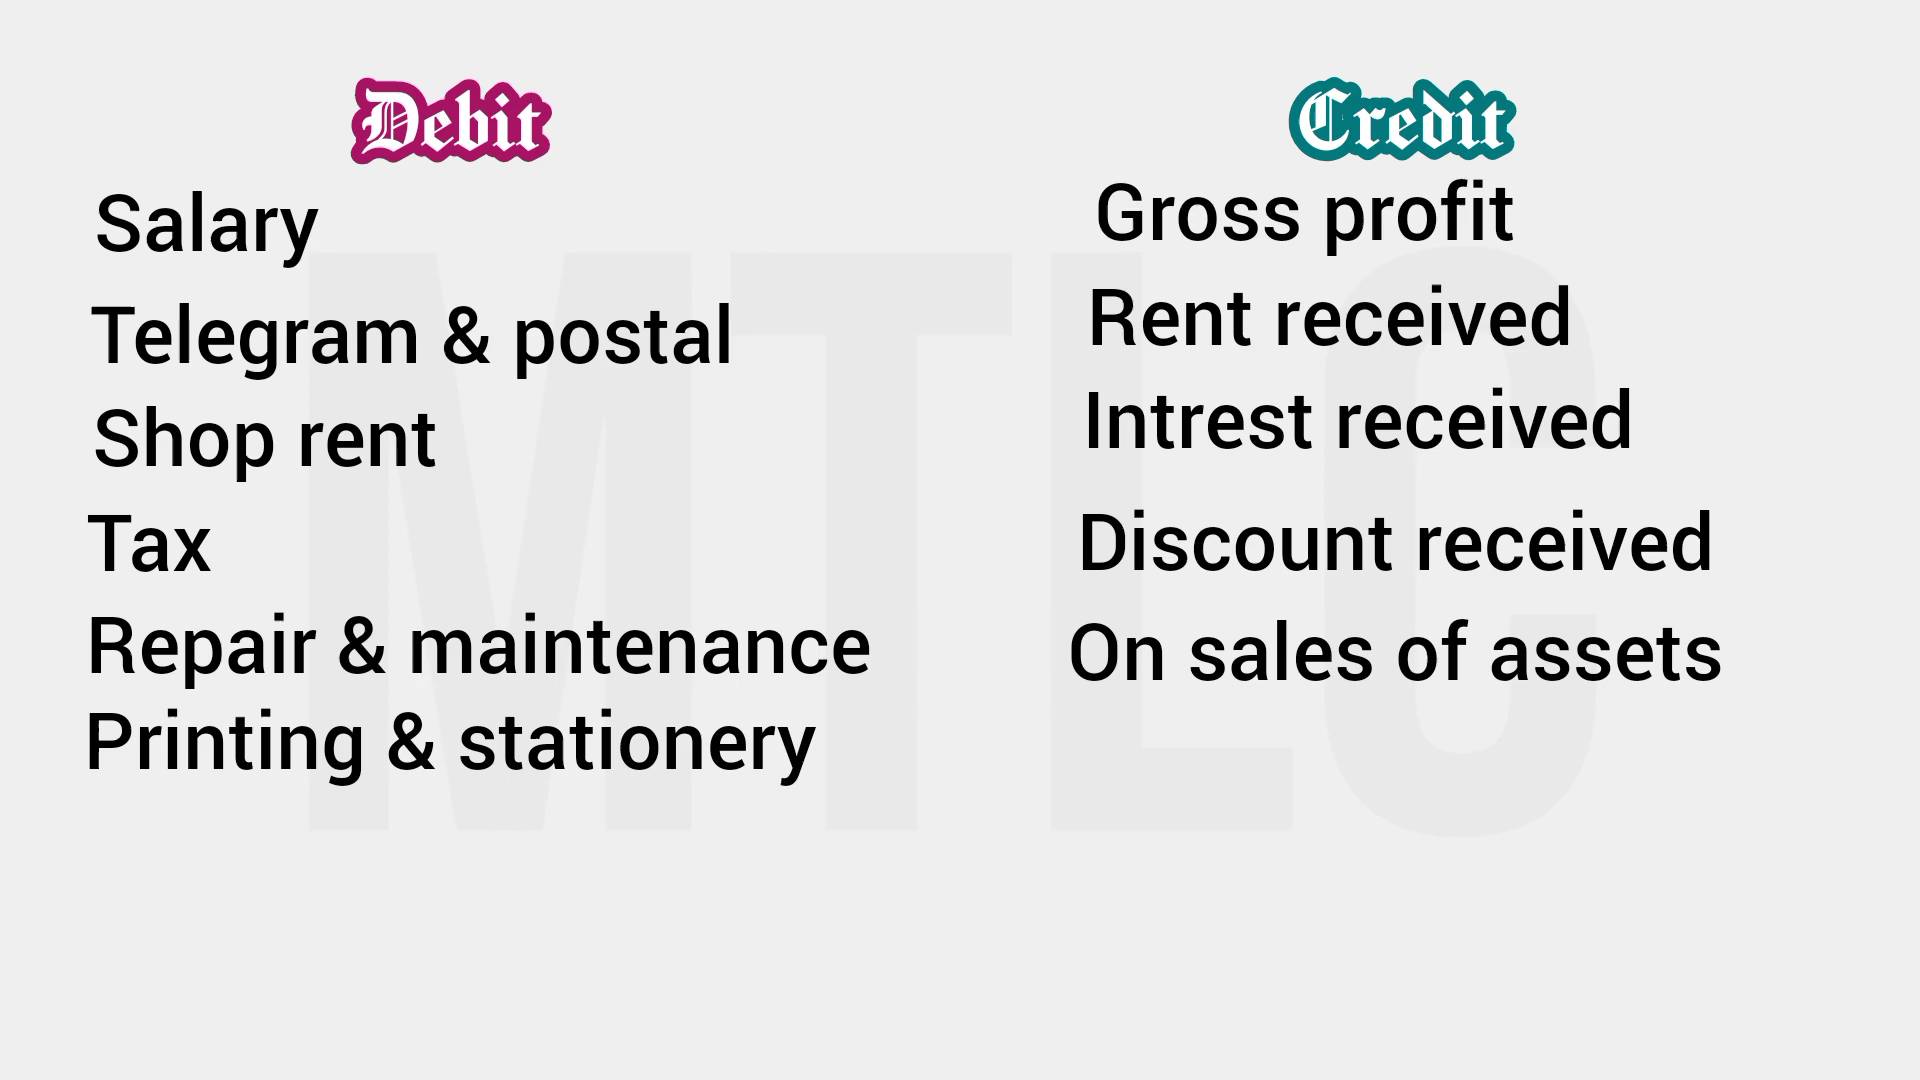 Debit
Salary
Telegram & postal
Shop rent
Tax
Repair & maintenance
Printing & stationery
Credit
Gross profit
Rent received
Intrest received
Discount received
On sales of assets
MTLC